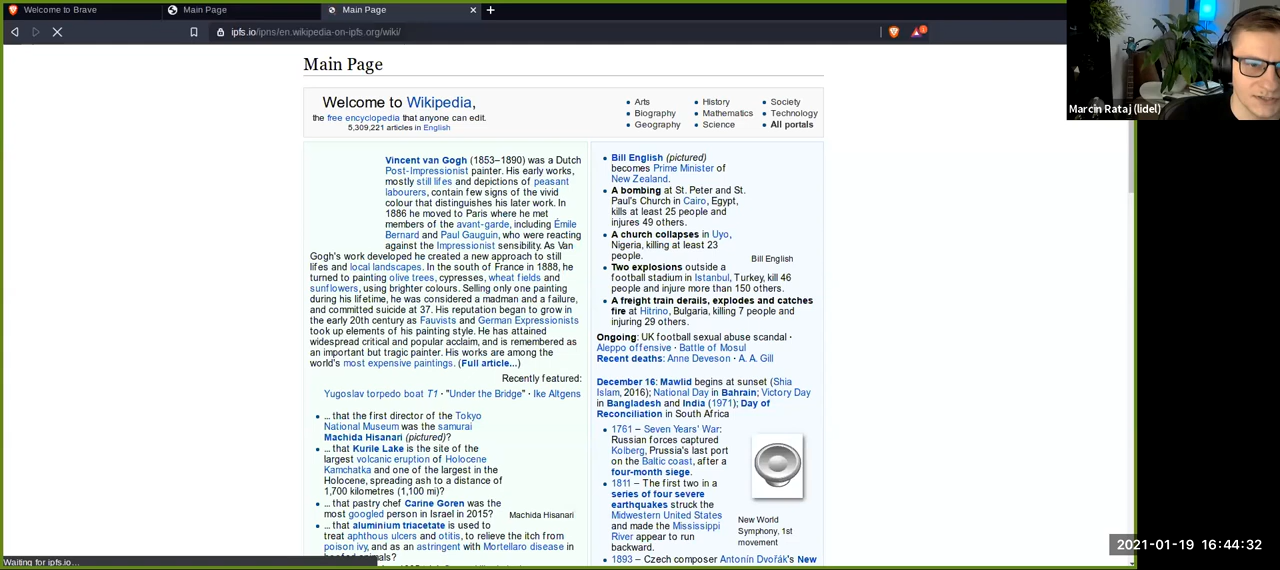 Welcome to Brave
Main Page
Main Page
ipfs.io/ipns/en.wikipedia-on-ipfs.org/wiki/
Marcin Rataj (lidel)
Main Page
Welcome to Wikipedia,
the free encyclopedia that anyone can edit.
5,309,221 articles in English
Arts
Biography
Geography
History
Mathematics
Science
Society
Technology
All portals
Vincent van Gogh (1853–1890) was a Dutch
Post-Impressionist painter. His early works,
mostly still lifes and depictions of peasant
labourers, contain few signs of the vivid
colour that distinguishes his later work. In
1886 he moved to Paris where he met
members of the avant-garde, including Émile
Bernard and Paul Gauguin, who were reacting
against the Impressionist sensibility. As Van
Gogh's work developed he created a new approach to still
lifes and local landscapes. In the south of France in 1888, he
turned to painting olive trees, cypresses, wheat fields and
sunflowers, using brighter colours. Selling only one painting
during his lifetime, he was considered a madman and a failure,
and committed suicide at 37. His reputation began to grow in
the early 20th century as Fauvists and German Expressionists
took up elements of his painting style. He has attained
widespread critical and popular acclaim, and is remembered as
an important but tragic painter. His works are among the
world's most expensive paintings. (Full article...)
Recently featured:
Yugoslav torpedo boat T1 · "Under the Bridge" · Ike Altgens
... that the first director of the Tokyo
National Museum was the samurai
Machida Hisanari (pictured)?
... that Kurile Lake is the site of the
largest volcanic eruption of Holocene
Kamchatka and one of the largest in the
Holocene, spreading ash to a distance of
1,700 kilometres (1,100 mi)?
... that pastry chef Carine Goren was the
most googled person in Israel in 2015?
Machida Hisanari
... that aluminium triacetate is used to
treat aphthous ulcers and otitis, to relieve the itch from
poison ivy, and as an astringent with Mortellaro disease in
hoofed animals?
Bill English (pictured)
becomes Prime Minister of
New Zealand.
A bombing at St. Peter and St.
Paul's Church in Cairo, Egypt,
kills at least 25 people and
injures 49 others.
A church collapses in Uyo,
Nigeria, killing at least 23
people.
Bill English
Two explosions outside a
football stadium in Istanbul, Turkey, kill 46
people and injure more than 150 others.
A freight train derails, explodes and catches
fire at Hitrino, Bulgaria, killing 7 people and
injuring 29 others.
Ongoing: UK football sexual abuse scandal ·
Aleppo offensive · Battle of Mosul
Recent deaths: Anne Deveson · A. A. Gill
December 16: Mawlid begins at sunset (Shia
Islam, 2016); National Day in Bahrain; Victory Day
in Bangladesh and India (1971); Day of
Reconciliation in South Africa
1761 – Seven Years' War:
Russian forces captured
Kolberg, Prussia's last port
on the Baltic coast, after a
four-month siege.
1811 – The first two in a
series of four severe
earthquakes struck the
Midwestern United States
and made the Mississippi
River appear to run
backward.
New World
Symphony, 1st
movement
1893 – Czech composer Antonín Dvořák's New
Waiting for ipfs.io…
2021-01-19 16:44:32